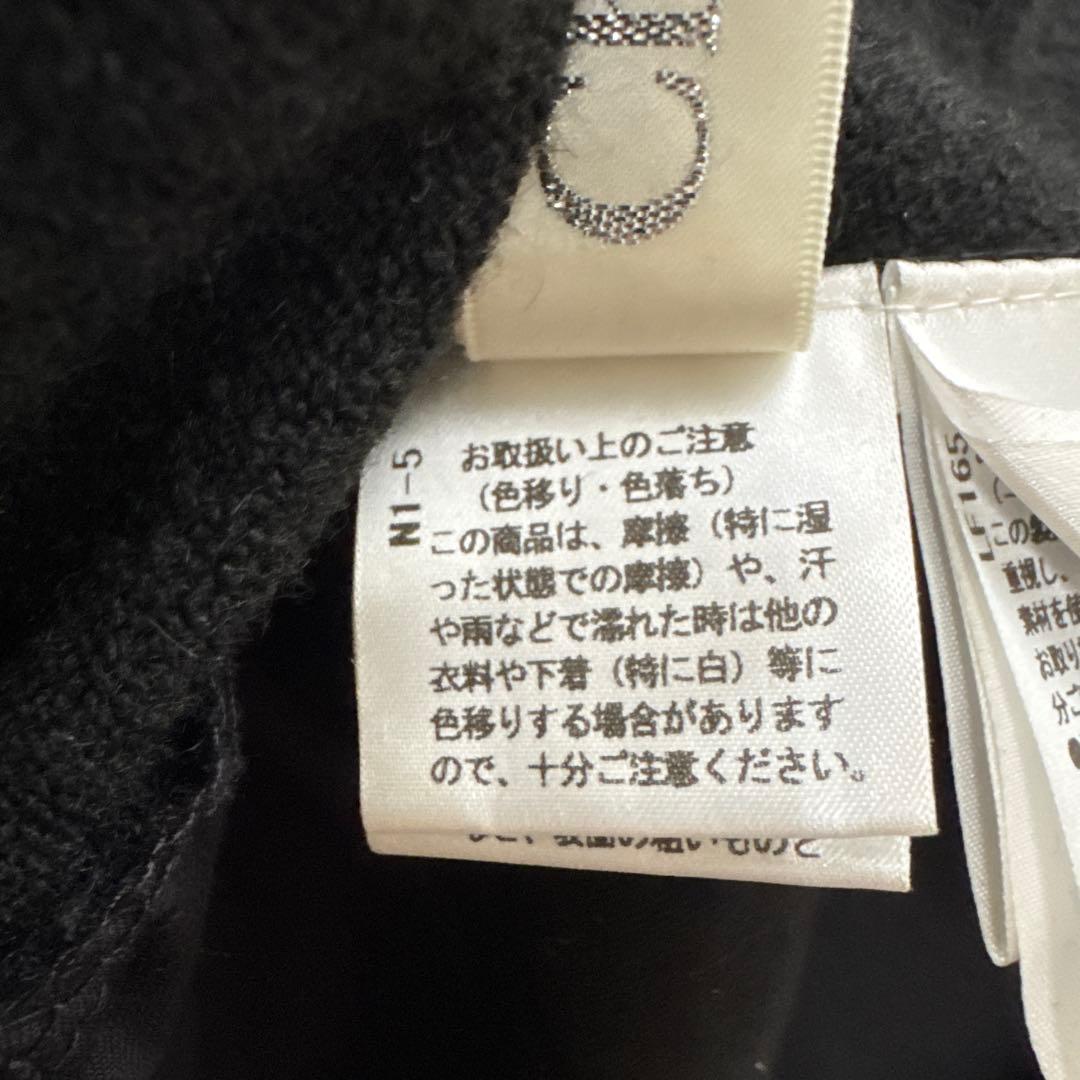 C
N1-5
お取扱い上のご注意
(色移り・色落ち)
この商品は、摩擦(特に湿
った状態での摩擦)や、汗
や雨などで濡れた時は他の
衣料や下着(特に白)等に
色移りする場合があります
ので、十分ご注意ください。
いものと
LF165
この
重視し、
素材を使
お取り
分ご